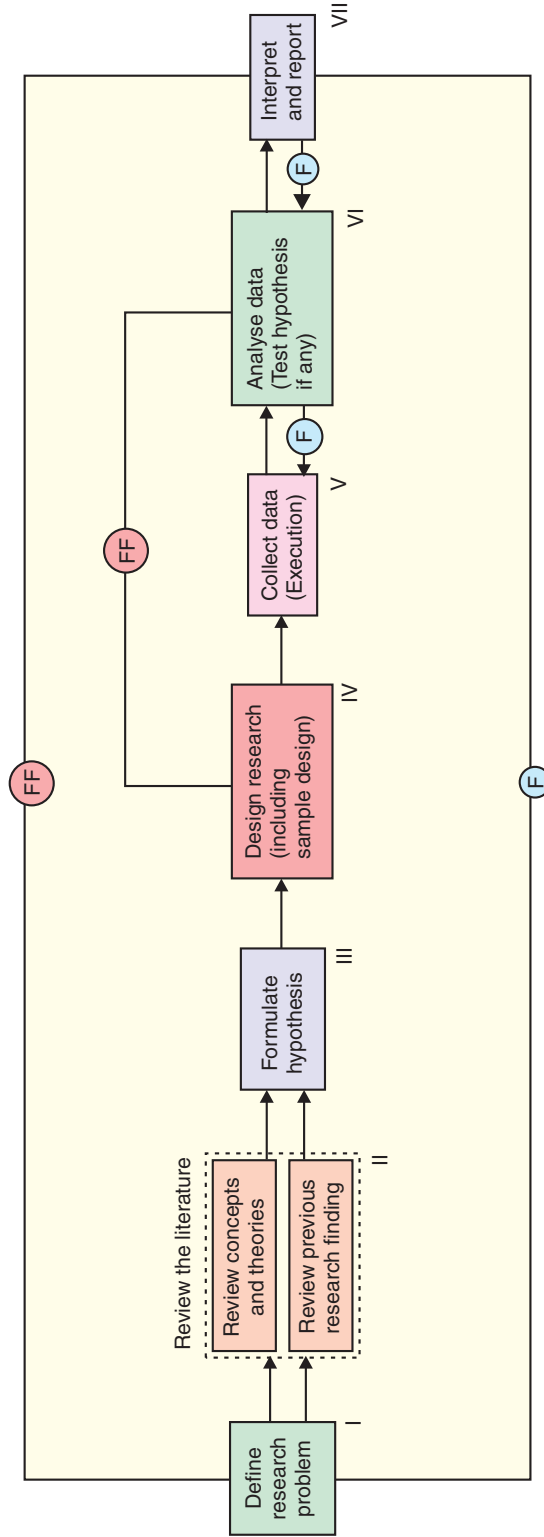 FF
FF
Review the literature
Define
research
problem
I
Review concepts
and theories
Review previous
research finding
II
Formulate
hypothesis
III
Design research
(including
sample design)
IV
Collect data
(Execution)
V
F
Analyse data
(Test hypothesis
if any)
VI
F
Interpret
and report
VII
F